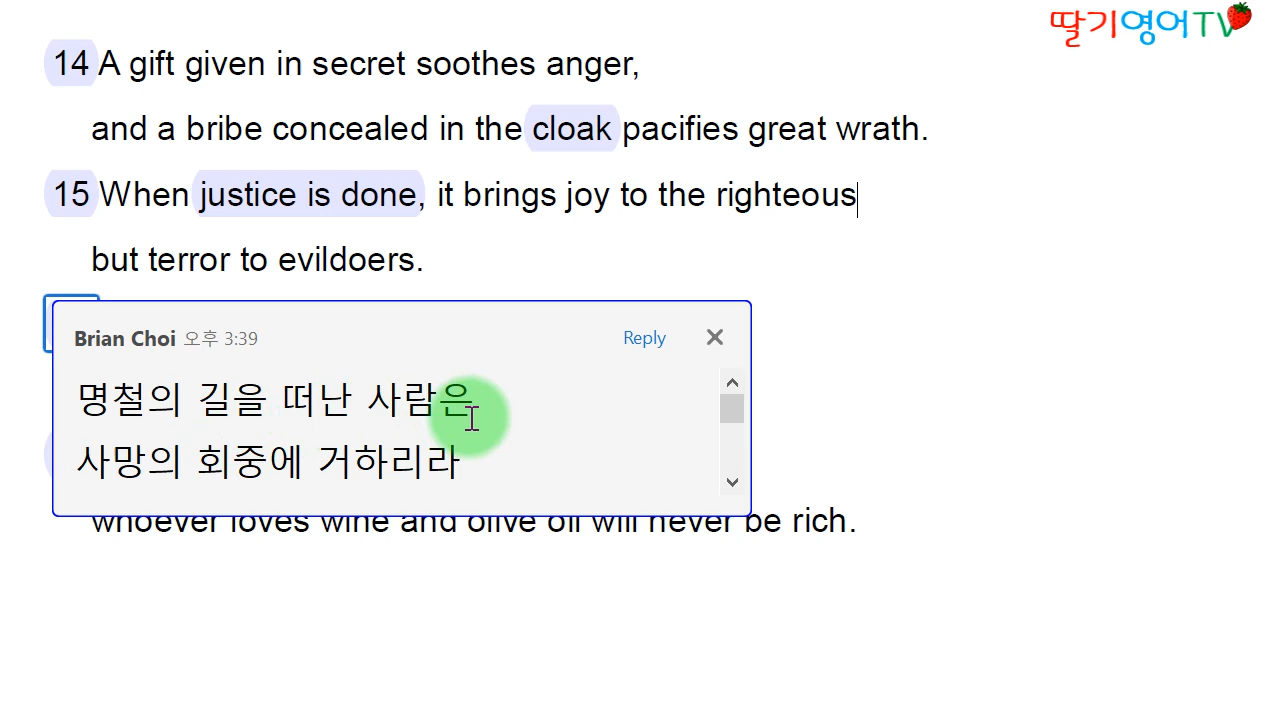 딸기영어TV
14 A gift given in secret soothes anger,
and a bribe concealed in the cloak pacifies great wrath.
15 When justice is done, it brings joy to the righteous
but terror to evildoers.
Brian Choi 오후 3:39 Reply
명철의 길을 떠난 사람은
사망의 회중에 거하리라
whoever loves wine and olive oil will never be rich.